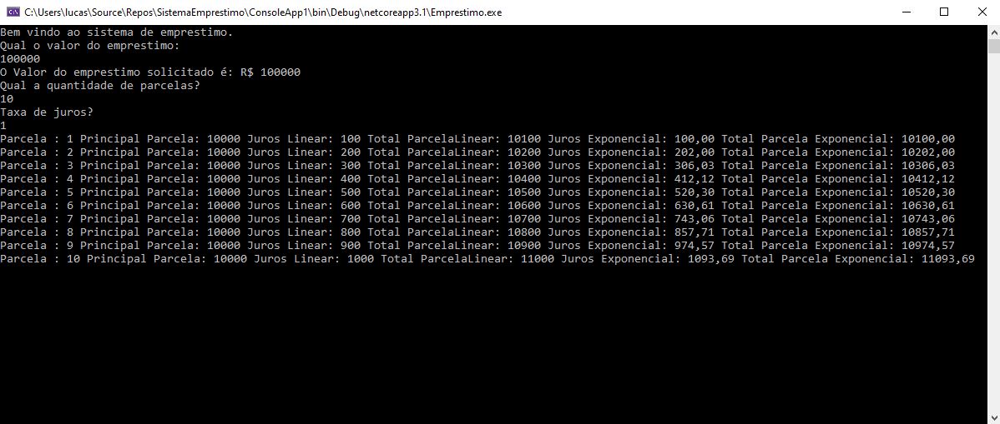 C:\Users\lucas\Source\Repos\SistemaEmprestimo\ConsoleApp1\bin\Debug\netcoreapp3.1\Emprestimo.exe
Bem vindo ao sistema de emprestimo.
Qual o valor do emprestimo:
100000
O Valor do emprestimo solicitado é: R$ 100000
Qual a quantidade de parcelas?
10
Taxa de juros?
1
Parcela : 1 Principal Parcela: 10000 Juros Linear: 100 Total ParcelaLinear: 10100 Juros Exponencial: 100,00 Total Parcela Exponencial: 10100,00
Parcela : 2 Principal Parcela: 10000 Juros Linear: 200 Total ParcelaLinear: 10200 Juros Exponencial: 202,00 Total Parcela Exponencial: 10202,00
Parcela : 3 Principal Parcela: 10000 Juros Linear: 300 Total ParcelaLinear: 10300 Juros Exponencial: 306,03 Total Parcela Exponencial: 10306,03
Parcela : 4 Principal Parcela: 10000 Juros Linear: 400 Total ParcelaLinear: 10400 Juros Exponencial: 412,12 Total Parcela Exponencial: 10412,12
Parcela : 5 Principal Parcela: 10000 Juros Linear: 500 Total ParcelaLinear: 10500 Juros Exponencial: 520,30 Total Parcela Exponencial: 10520,30
Parcela : 6 Principal Parcela: 10000 Juros Linear: 600 Total ParcelaLinear: 10600 Juros Exponencial: 630,61 Total Parcela Exponencial: 10630,61
Parcela : 7 Principal Parcela: 10000 Juros Linear: 700 Total ParcelaLinear: 10700 Juros Exponencial: 743,06 Total Parcela Exponencial: 10743,06
Parcela : 8 Principal Parcela: 10000 Juros Linear: 800 Total ParcelaLinear: 10800 Juros Exponencial: 857,71 Total Parcela Exponencial: 10857,71
Parcela : 9 Principal Parcela: 10000 Juros Linear: 900 Total ParcelaLinear: 10900 Juros Exponencial: 974,57 Total Parcela Exponencial: 10974,57
Parcela : 10 Principal Parcela: 10000 Juros Linear: 1000 Total ParcelaLinear: 11000 Juros Exponencial: 1093,69 Total Parcela Exponencial: 11093,69